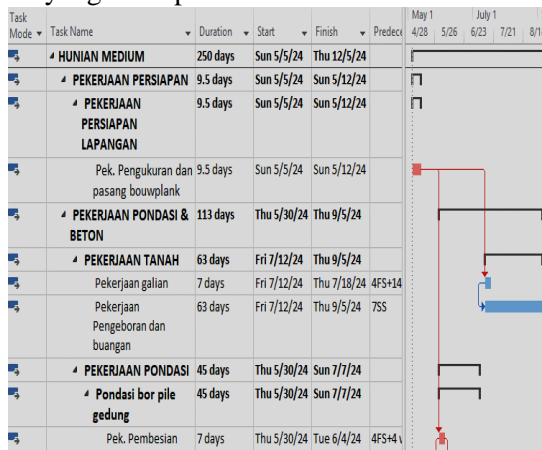 Task Mode Task Name Duration Start Finish Predece May 1 July 1
4/28 5/26 6/23 7/21 8/1
HUNIAN MEDIUM 250 days Sun 5/5/24 Thu 12/5/24
PEKERJAAN PERSIAPAN 9.5 days Sun 5/5/24 Sun 5/12/24
PEKERJAAN 9.5 days Sun 5/5/24 Sun 5/12/24
PERSIAPAN
LAPANGAN
Pek. Pengukuran dan 9.5 days Sun 5/5/24 Sun 5/12/24
pasang bouwplank
PEKERJAAN PONDASI & 113 days Thu 5/30/24 Thu 9/5/24
BETON
PEKERJAAN TANAH 63 days Fri 7/12/24 Thu 9/5/24
Pekerjaan galian 7 days Fri 7/12/24 Thu 7/18/24 4FS+14
Pekerjaan 63 days Fri 7/12/24 Thu 9/5/24 7SS
Pengeboran dan
buangan
PEKERJAAN PONDASI 45 days Thu 5/30/24 Sun 7/7/24
Pondasi bor pile 45 days Thu 5/30/24 Sun 7/7/24
gedung
Pek. Pembesian 7 days Thu 5/30/24 Tue 6/4/24 4FS+4